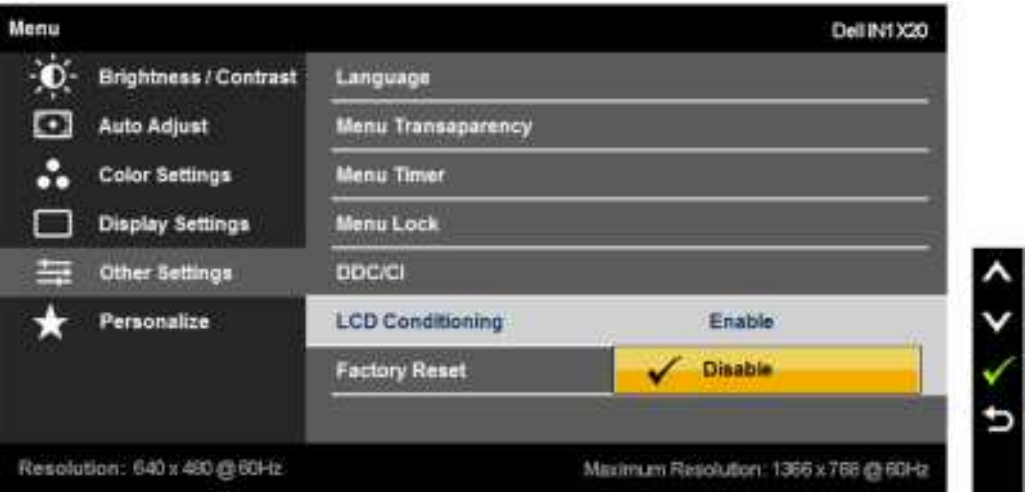 Menu Dell IN1X20
Brightness / Contrast Language
Auto Adjust Menu Transaparency
Color Settings Menu Timer
Display Settings Menu Lock
Other Settings DDC/CI
Personalize LCD Conditioning Enable
Factory Reset Disable
Resolution: 640 x 480 @ 60Hz Maximum Resolution: 1366 x 768 @ 60Hz